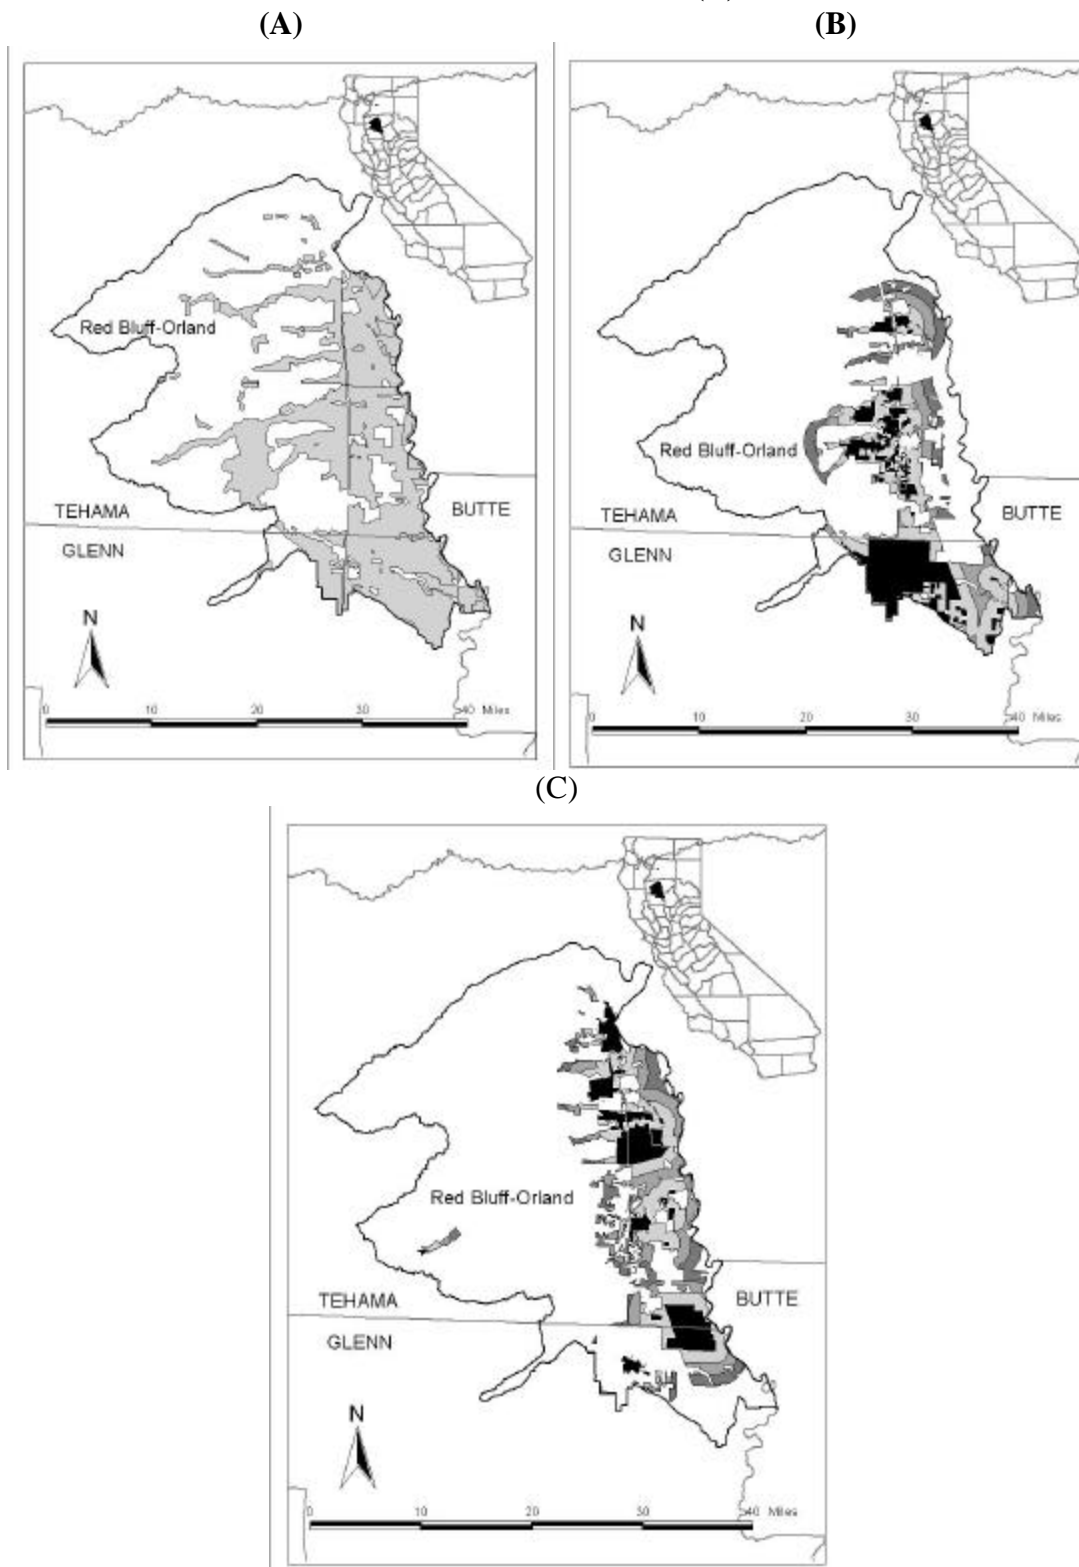 (A)
Red Bluff-Orland
TEHAMA
GLENN
BUTTE
N
0 10 20 30 40 Miles
(B)
Red Bluff-Orland
TEHAMA
GLENN
BUTTE
N
0 10 20 30 40 Miles
(C)
Red Bluff-Orland
TEHAMA
GLENN
BUTTE
N
0 10 20 30 40 Miles